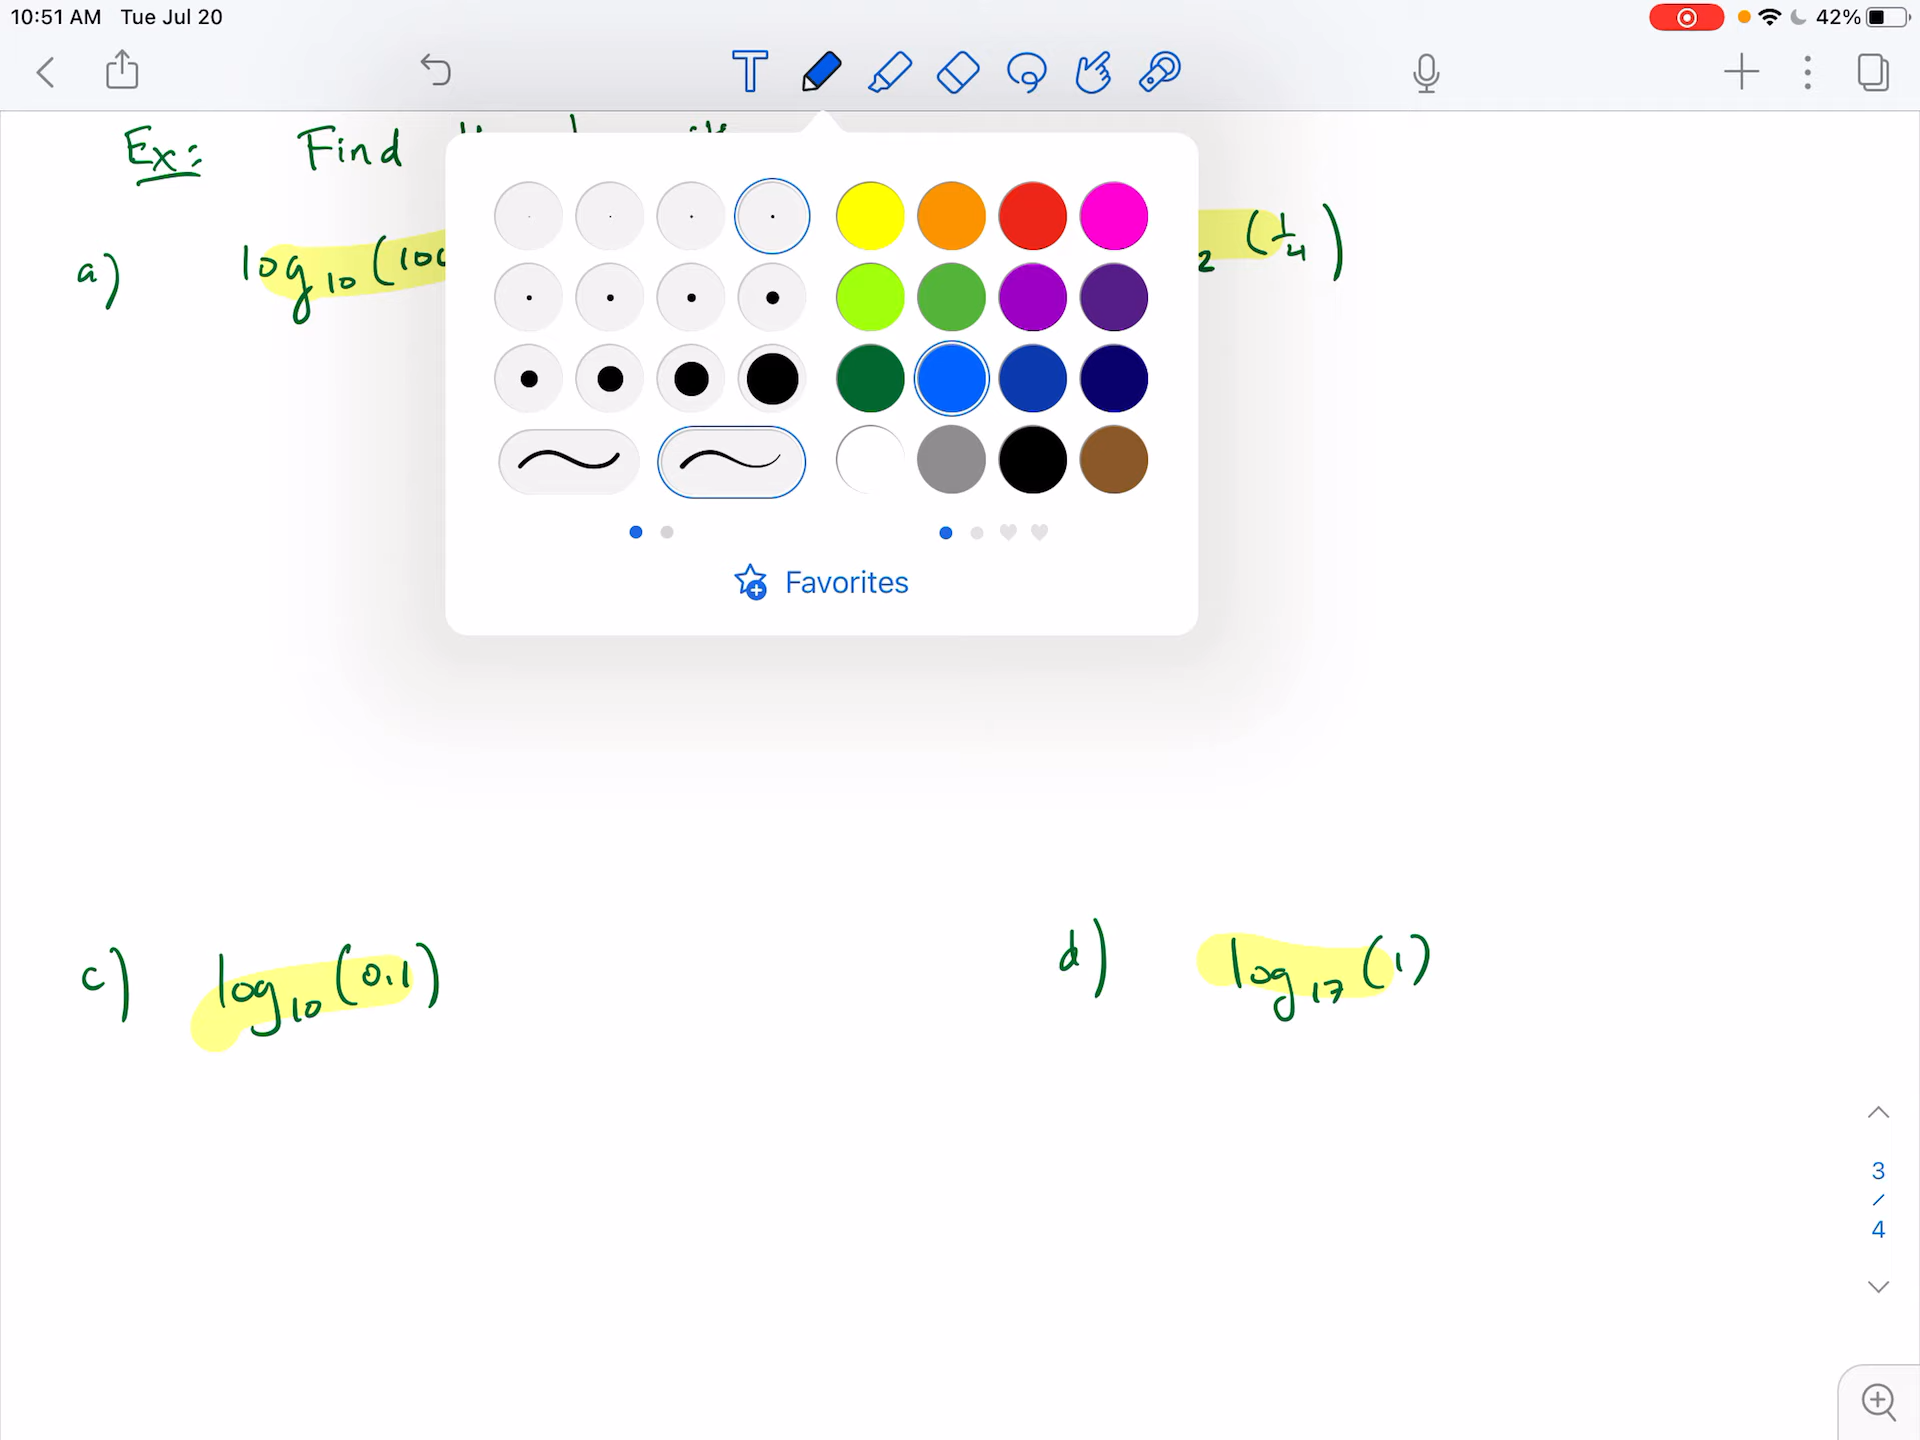 10:51 AM Tue Jul 20 42%
T
Ex: Find
a) log10 (100 2 (1/4)
Favorites
c) log10 (0.1) d) log17 (1)
3
/
4